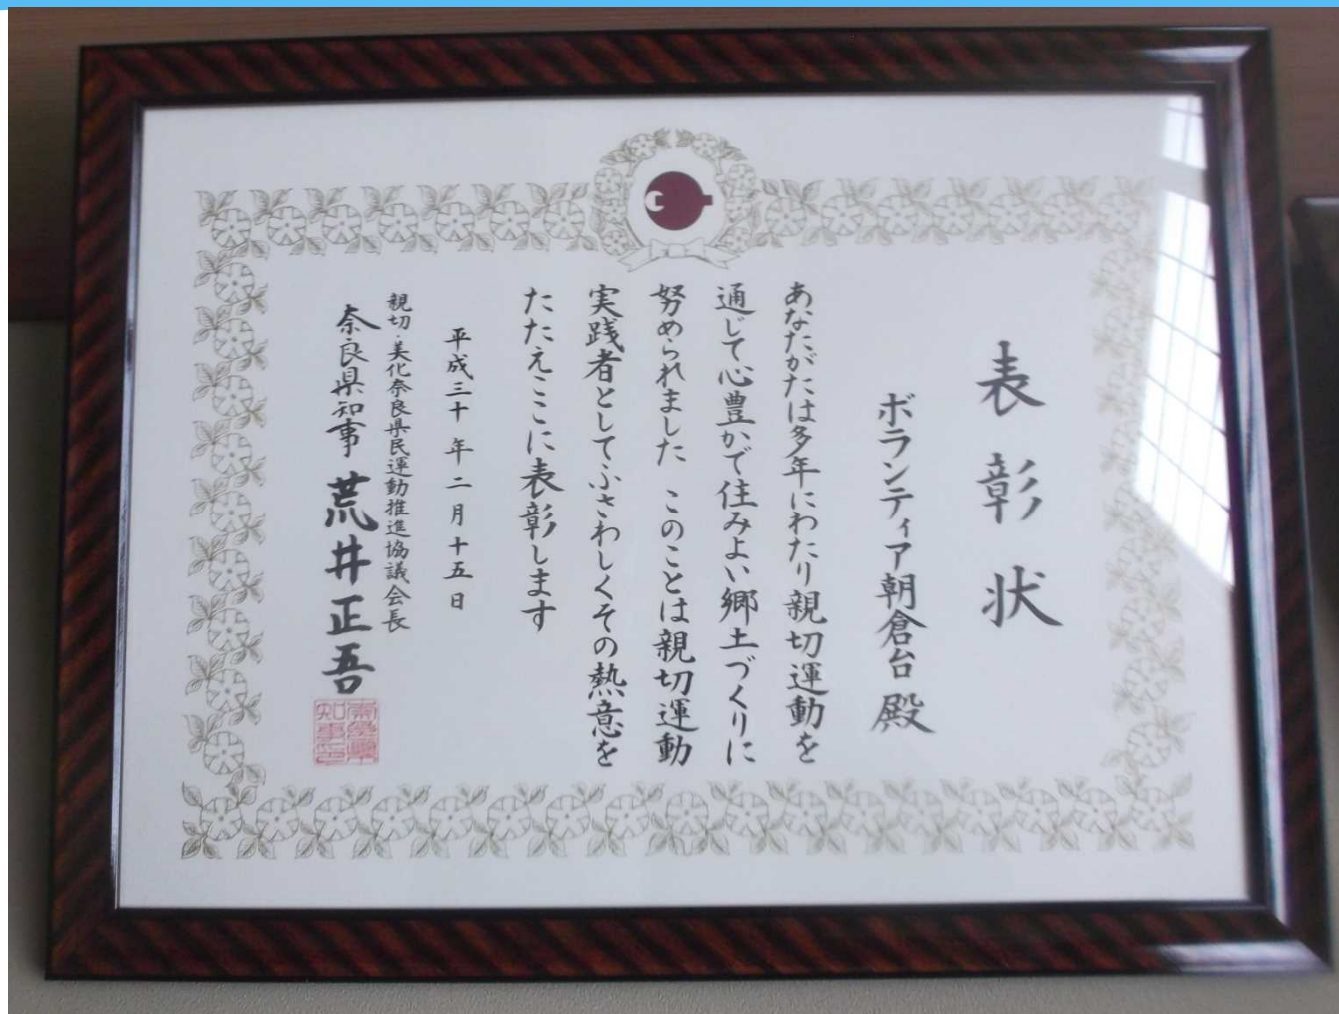 表彰状
ボランティア朝倉台 殿
あなたがたは多年にわたり親切運動を
通じて心豊かで住みよい郷土づくりに
努められました このことは親切運動
実践者としてふさわしくその熱意を
たたえここに表彰します
平成三十年二月十五日
親切・美化奈良県民運動推進協議会長
奈良県知事 荒井正吾
奈良県
知事印